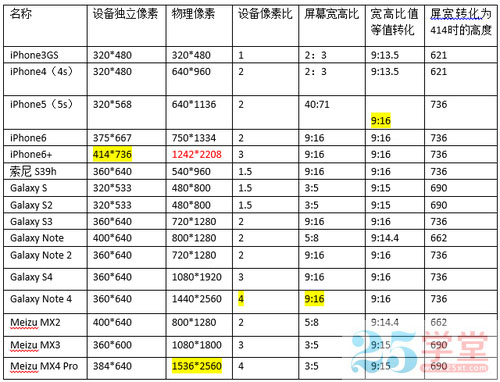 名称 设备独立像素 物理像素 设备像素比 屏幕宽高比 宽高比值 屏宽转化为
等值转化 414时的高度
iPhone3GS 320*480 320*480 1 2：3 9:13.5 621
iPhone4（4s） 320*480 640*960 2 2：3 9:13.5 621
iPhone5（5s） 320*568 640*1136 2 40:71 9:16 736
iPhone6 375*667 750*1334 2 9:16 9:16 736
iPhone6+ 414*736 1242*2208 3 9:16 9:16 736
索尼 S39h 360*640 540*960 1.5 9:16 9:16 736
Galaxy S 320*533 480*800 1.5 3:5 9:15 690
Galaxy S2 320*533 480*800 1.5 3:5 9:15 690
Galaxy S3 360*640 720*1280 2 9:16 9:16 736
Galaxy Note 400*640 800*1280 2 5:8 9:14.4 662
Galaxy Note 2 360*640 720*1280 2 9:16 9:16 736
Galaxy S4 360*640 1080*1920 3 9:16 9:16 736
Galaxy Note 4 360*640 1440*2560 4 9:16 9:16 736
Meizu MX2 400*640 800*1280 2 5:8 9:14.4 662
Meizu MX3 360*600 1080*1800 3 3:5 9:15 690
Meizu MX4 Pro 384*640 1536*2560 4 3:5 9:15 690
25学堂